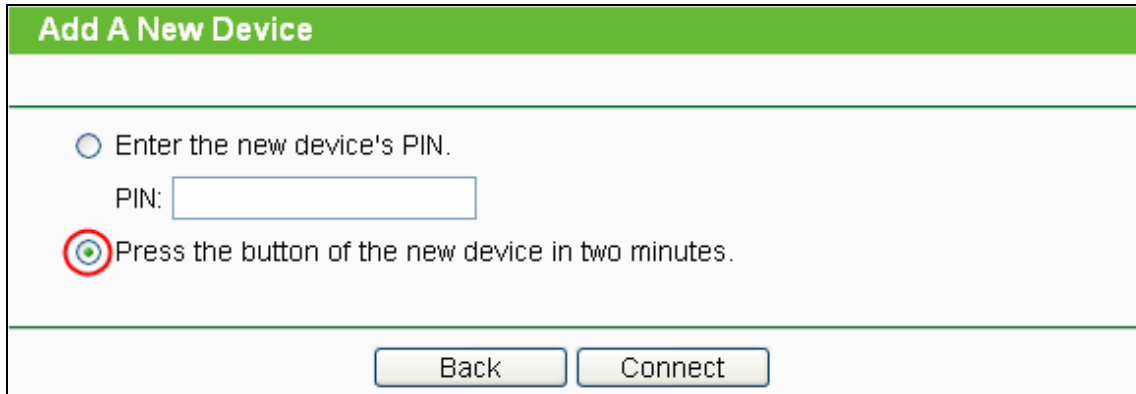 Add A New Device
Enter the new device's PIN.
PIN:
Press the button of the new device in two minutes.
Back Connect